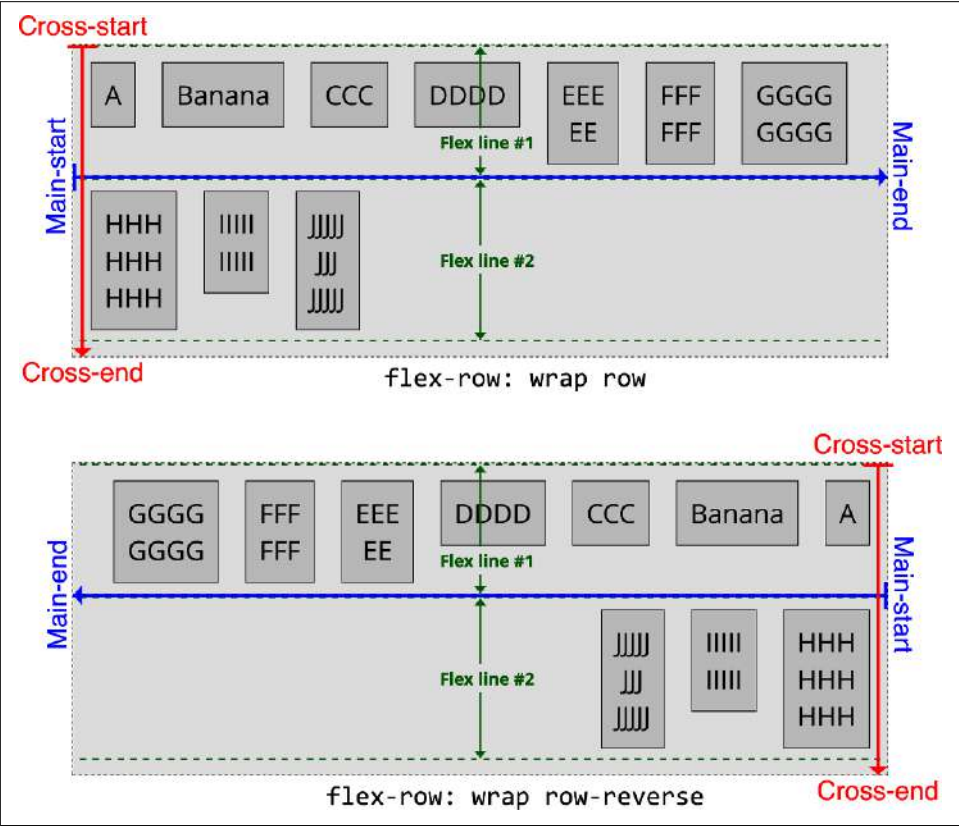 Cross-start
A Banana CCC DDDD EEE FFF GGGG
EE FFF GGGG
Flex line #1
Main-start
Main-end
HHH IIIII JJJJJ
HHH IIIII JJJ
HHH JJJJJ
Flex line #2
Cross-end
flex-row: wrap row
Cross-start
GGGG FFF EEE DDDD CCC Banana A
GGGG FFF EE
Flex line #1
Main-end
Main-start
JJJJJ IIIII HHH
JJJ IIIII HHH
JJJJJ HHH
Flex line #2
Cross-end
flex-row: wrap row-reverse